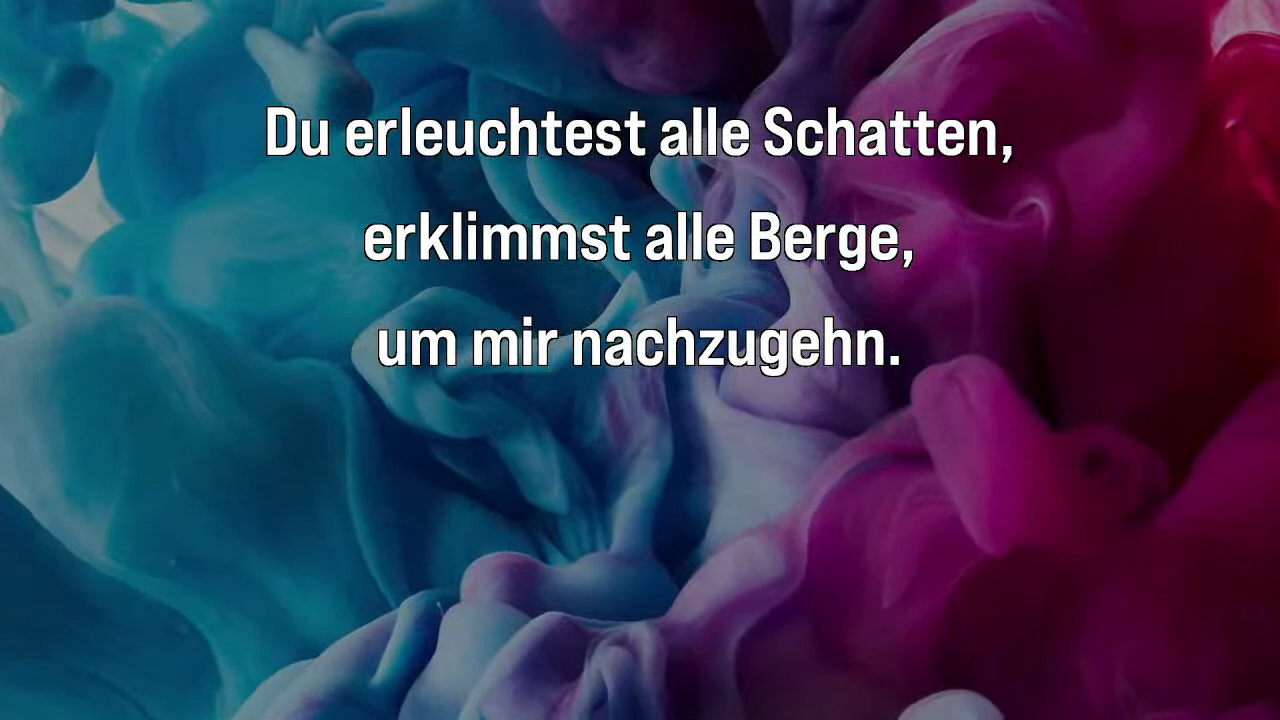 Du erleuchtest alle Schatten,
erklimmst alle Berge,
um mir nachzugehn.